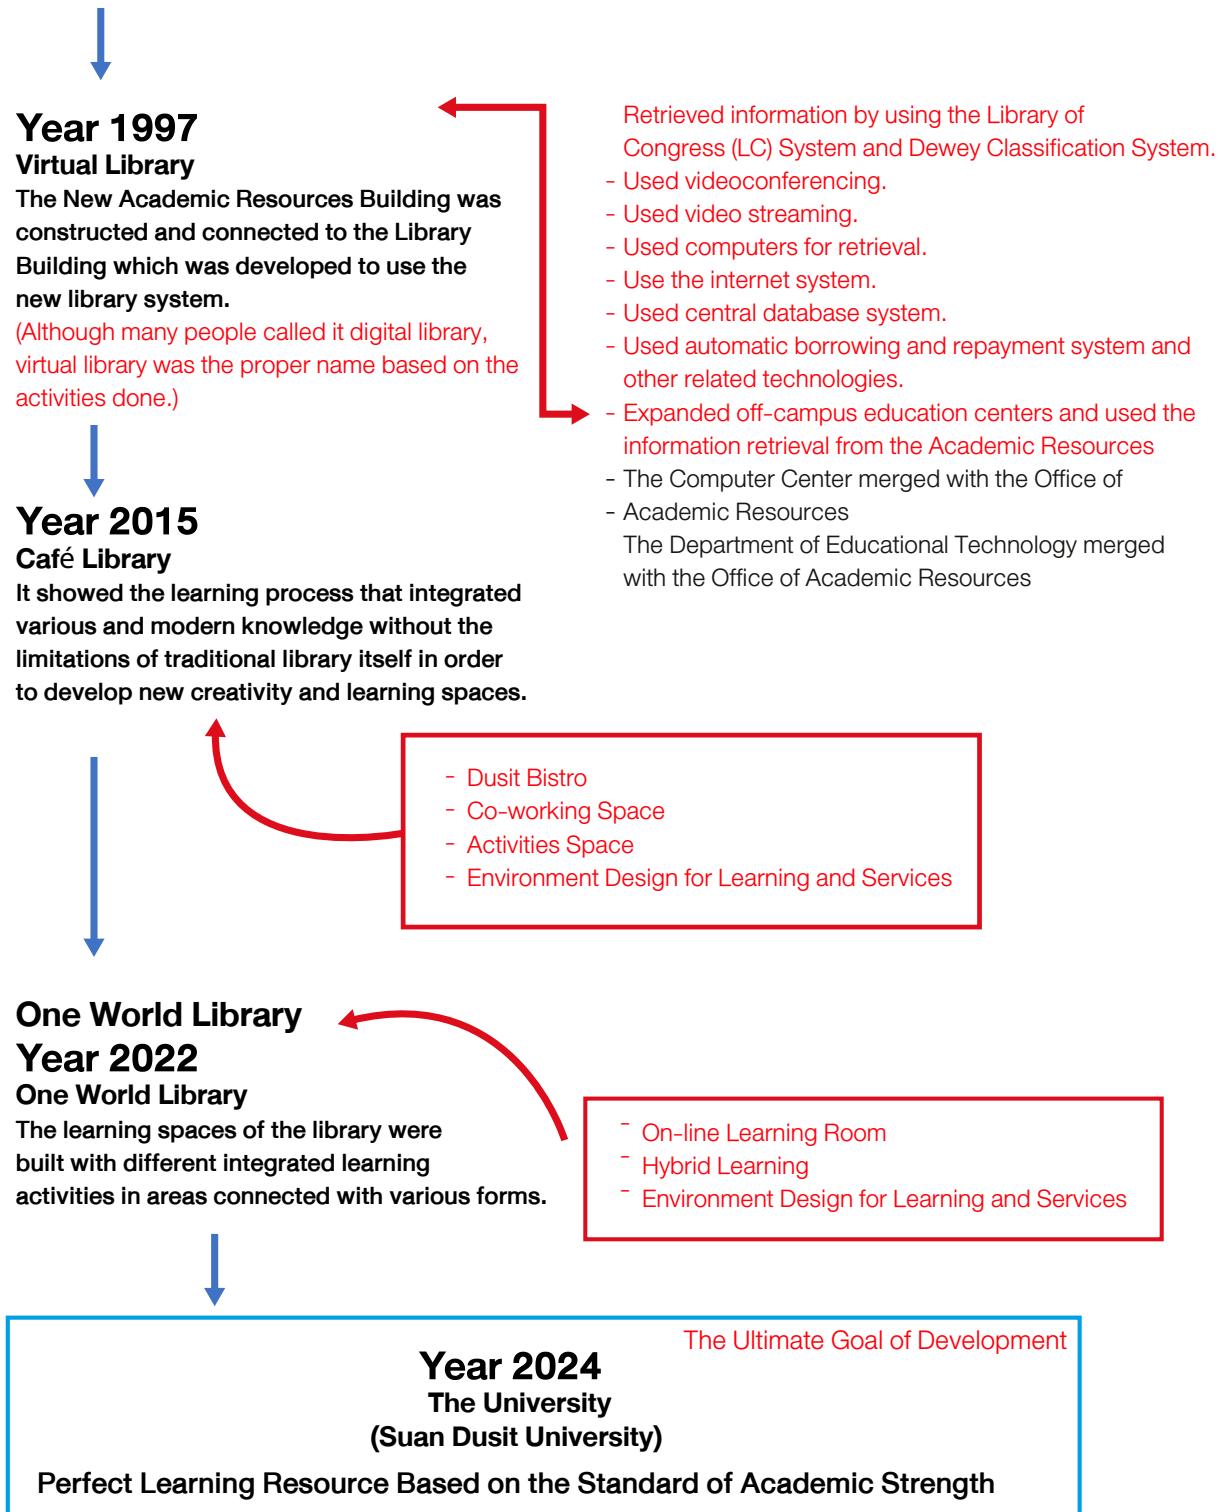 Year 1997
Virtual Library
The New Academic Resources Building was
constructed and connected to the Library
Building which was developed to use the
new library system.
(Although many people called it digital library,
virtual library was the proper name based on the
activities done.)
Retrieved information by using the Library of
Congress (LC) System and Dewey Classification System.
- Used videoconferencing.
- Used video streaming.
- Used computers for retrieval.
- Use the internet system.
- Used central database system.
- Used automatic borrowing and repayment system and
other related technologies.
- Expanded off-campus education centers and used the
information retrieval from the Academic Resources
- The Computer Center merged with the Office of
- Academic Resources
The Department of Educational Technology merged
with the Office of Academic Resources
Year 2015
Café Library
It showed the learning process that integrated
various and modern knowledge without the
limitations of traditional library itself in order
to develop new creativity and learning spaces.
- Dusit Bistro
- Co-working Space
- Activities Space
- Environment Design for Learning and Services
One World Library
Year 2022
One World Library
The learning spaces of the library were
built with different integrated learning
activities in areas connected with various forms.
- On-line Learning Room
- Hybrid Learning
- Environment Design for Learning and Services
The Ultimate Goal of Development
Year 2024
The University
(Suan Dusit University)
Perfect Learning Resource Based on the Standard of Academic Strength